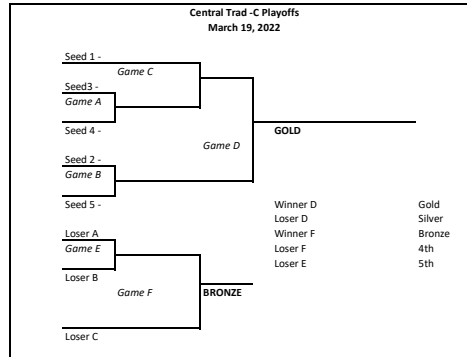 Central Trad -C Playoffs
March 19, 2022
Seed 1 -
Game C
Seed3 -
Game A
Seed 4 -
Game D
GOLD
Seed 2 -
Game B
Seed 5 -
Winner D Gold
Loser D Silver
Winner F Bronze
Loser F 4th
Loser E 5th
Loser A
Game E
Loser B
Game F
BRONZE
Loser C